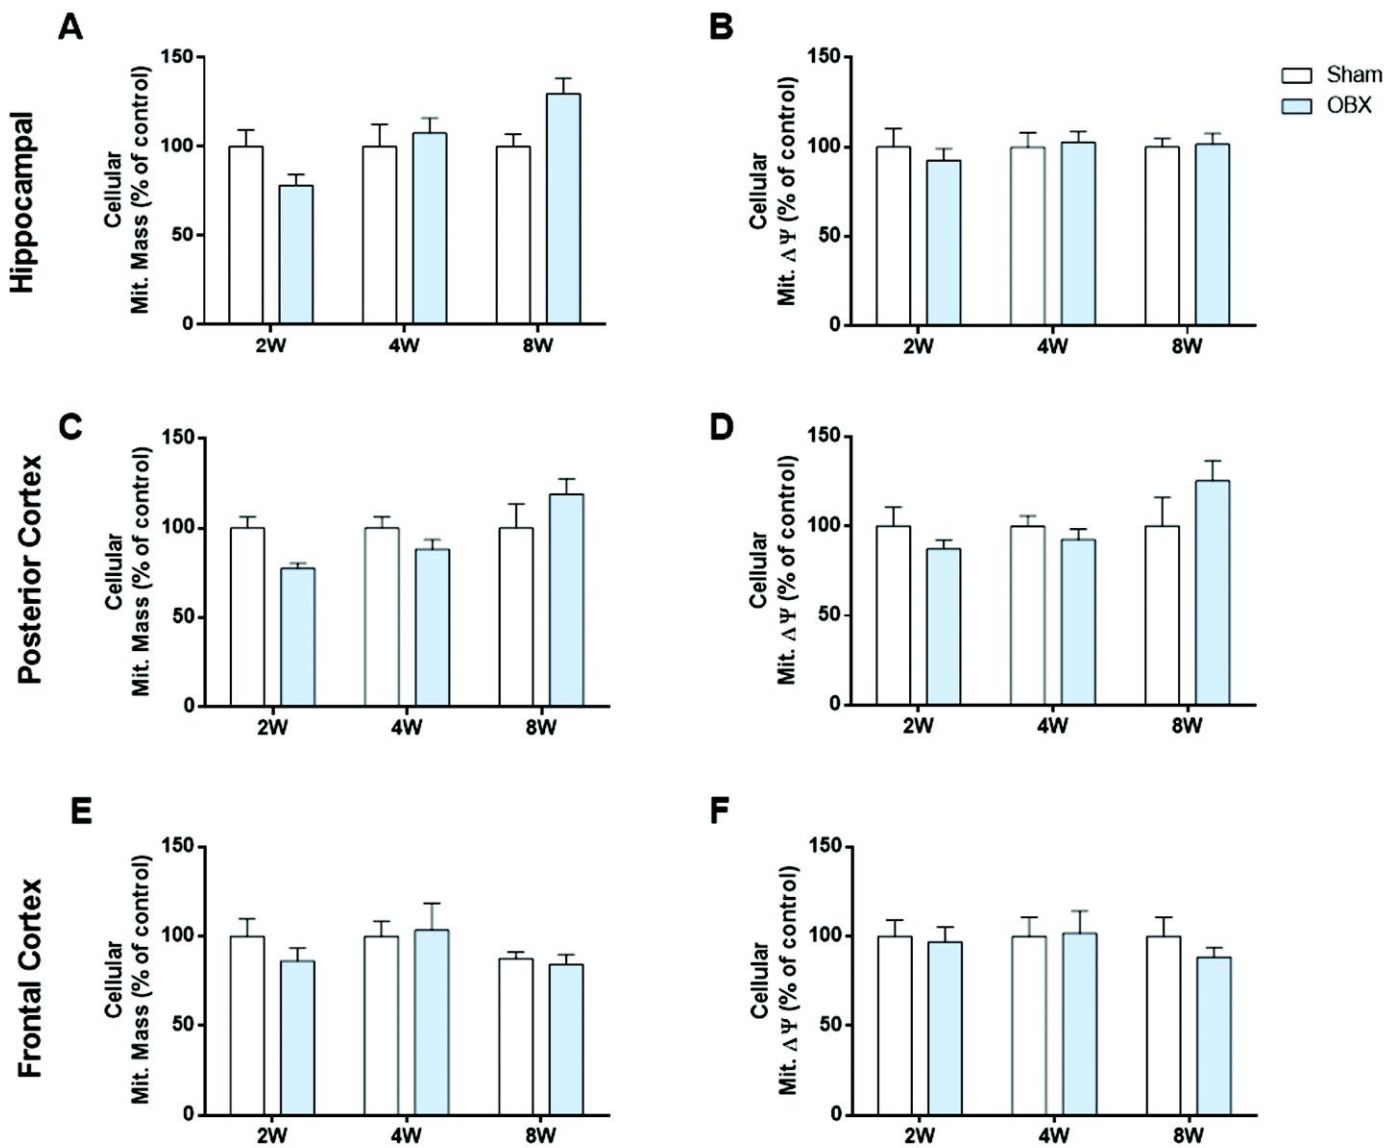 A
Hippocampal
Cellular
Mit. Mass (% of control)
150
100
50
0
2W
4W
8W
B
Cellular
Mit. ΔΨ (% of control)
150
100
50
0
2W
4W
8W
Sham
OBX
C
Posterior Cortex
Cellular
Mit. Mass (% of control)
150
100
50
0
2W
4W
8W
D
Cellular
Mit. ΔΨ (% of control)
150
100
50
0
2W
4W
8W
E
Frontal Cortex
Cellular
Mit. Mass (% of control)
150
100
50
0
2W
4W
8W
F
Cellular
Mit. ΔΨ (% of control)
150
100
50
0
2W
4W
8W